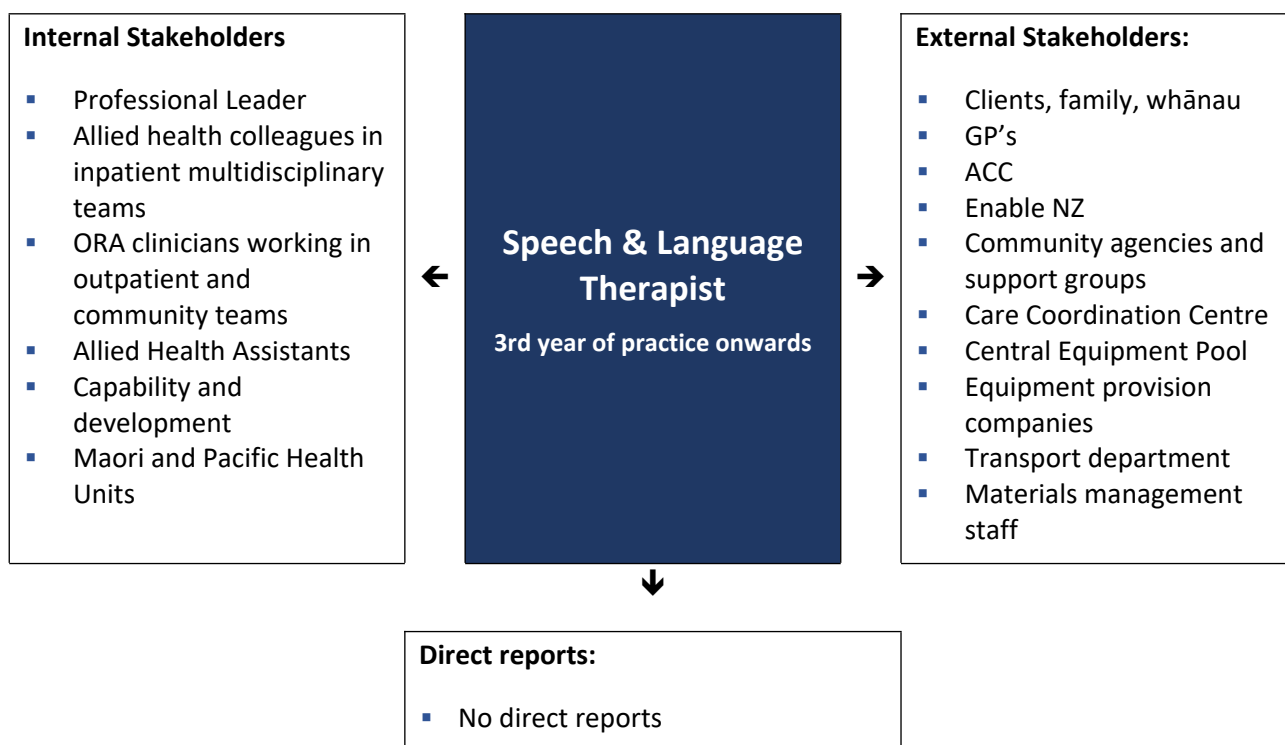 Internal Stakeholders
▪ Professional Leader
▪ Allied health colleagues in
inpatient multidisciplinary
teams
▪ ORA clinicians working in
outpatient and
community teams
▪ Allied Health Assistants
▪ Capability and
development
▪ Maori and Pacific Health
Units
Speech & Language
Therapist
3rd year of practice onwards
External Stakeholders:
▪ Clients, family, whānau
▪ GP’s
▪ ACC
▪ Enable NZ
▪ Community agencies and
support groups
▪ Care Coordination Centre
▪ Central Equipment Pool
▪ Equipment provision
companies
▪ Transport department
▪ Materials management
staff
Direct reports:
▪ No direct reports